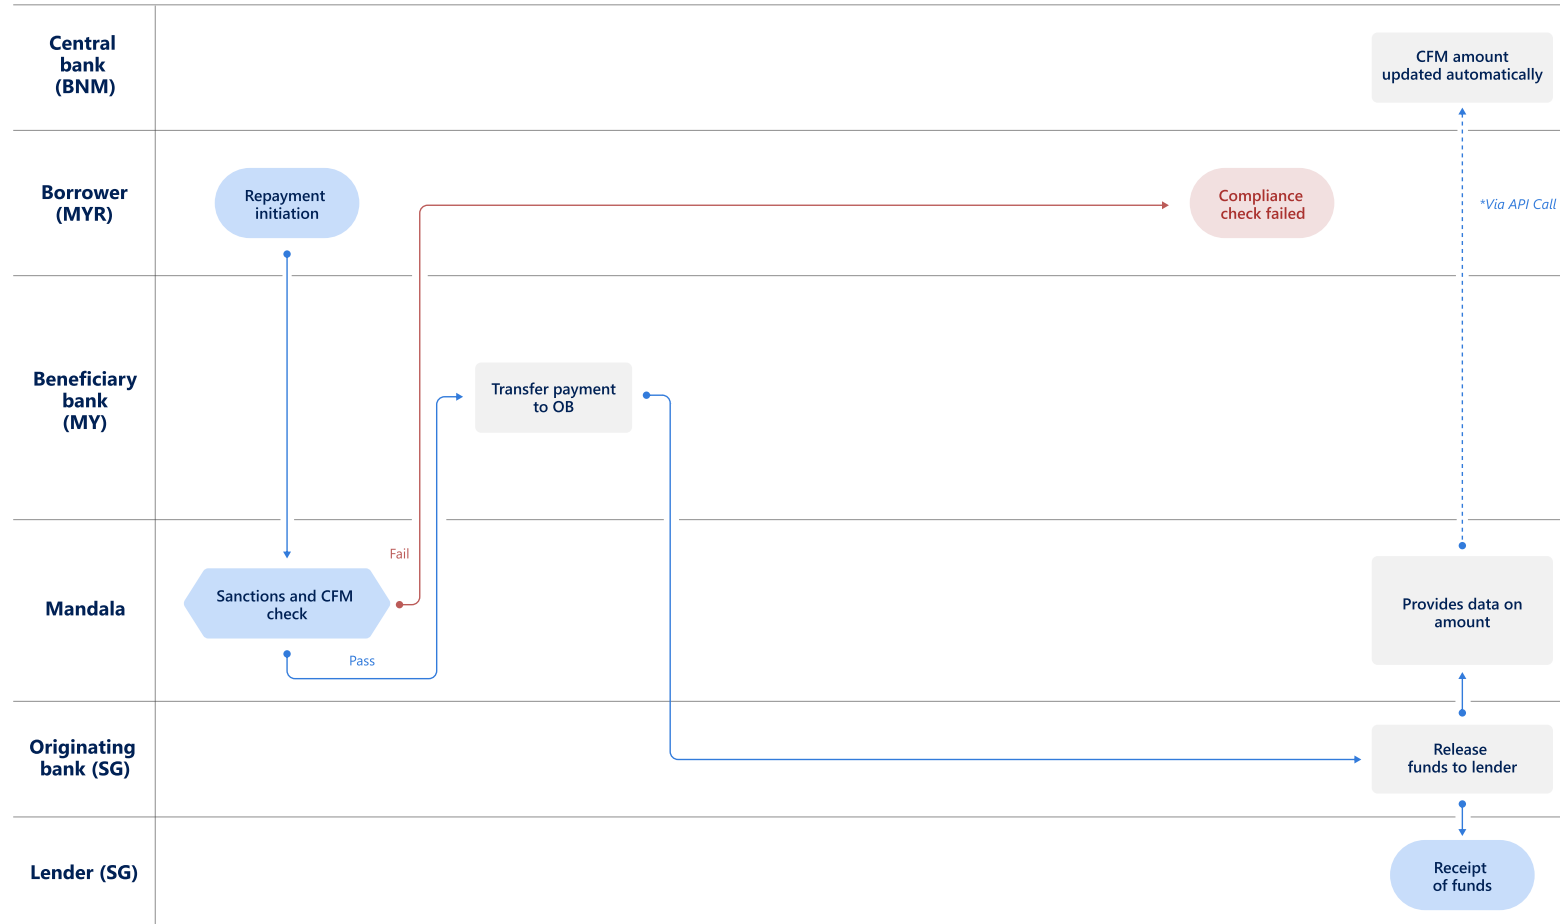 Central
bank
(BNM)
CFM amount
updated automatically
Borrower
(MYR)
Repayment
initiation
Compliance
check failed
*Via API Call
Beneficiary
bank
(MY)
Transfer payment
to OB
Fail
Mandala
Sanctions and CFM
check
Pass
Provides data on
amount
Originating
bank (SG)
Release
funds to lender
Lender (SG)
Receipt
of funds